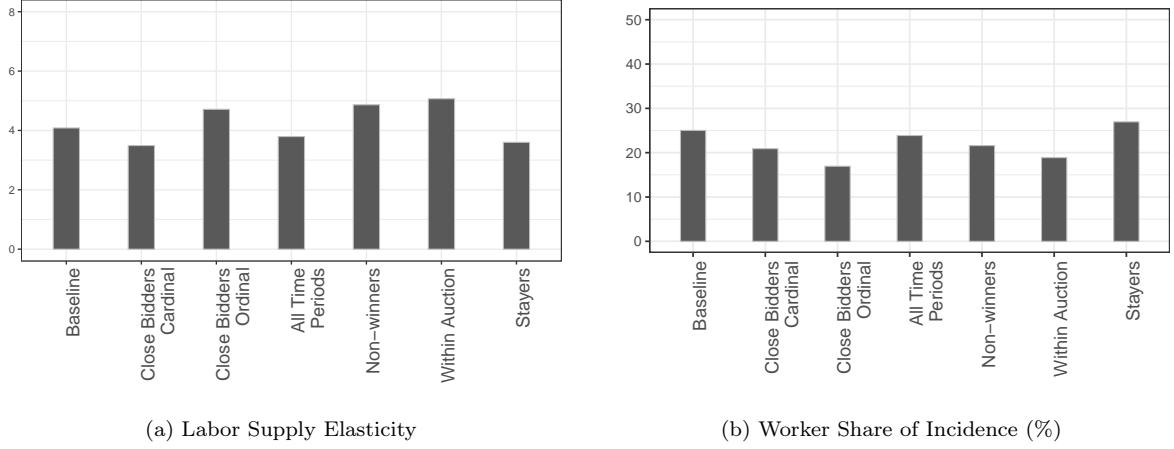 8
6
4
2
0
Baseline
Close Bidders
Cardinal
Close Bidders
Ordinal
All Time
Periods
Non−winners
Within Auction
Stayers
(a) Labor Supply Elasticity
50
40
30
20
10
0
Baseline
Close Bidders
Cardinal
Close Bidders
Ordinal
All Time
Periods
Non−winners
Within Auction
Stayers
(b) Worker Share of Incidence (%)